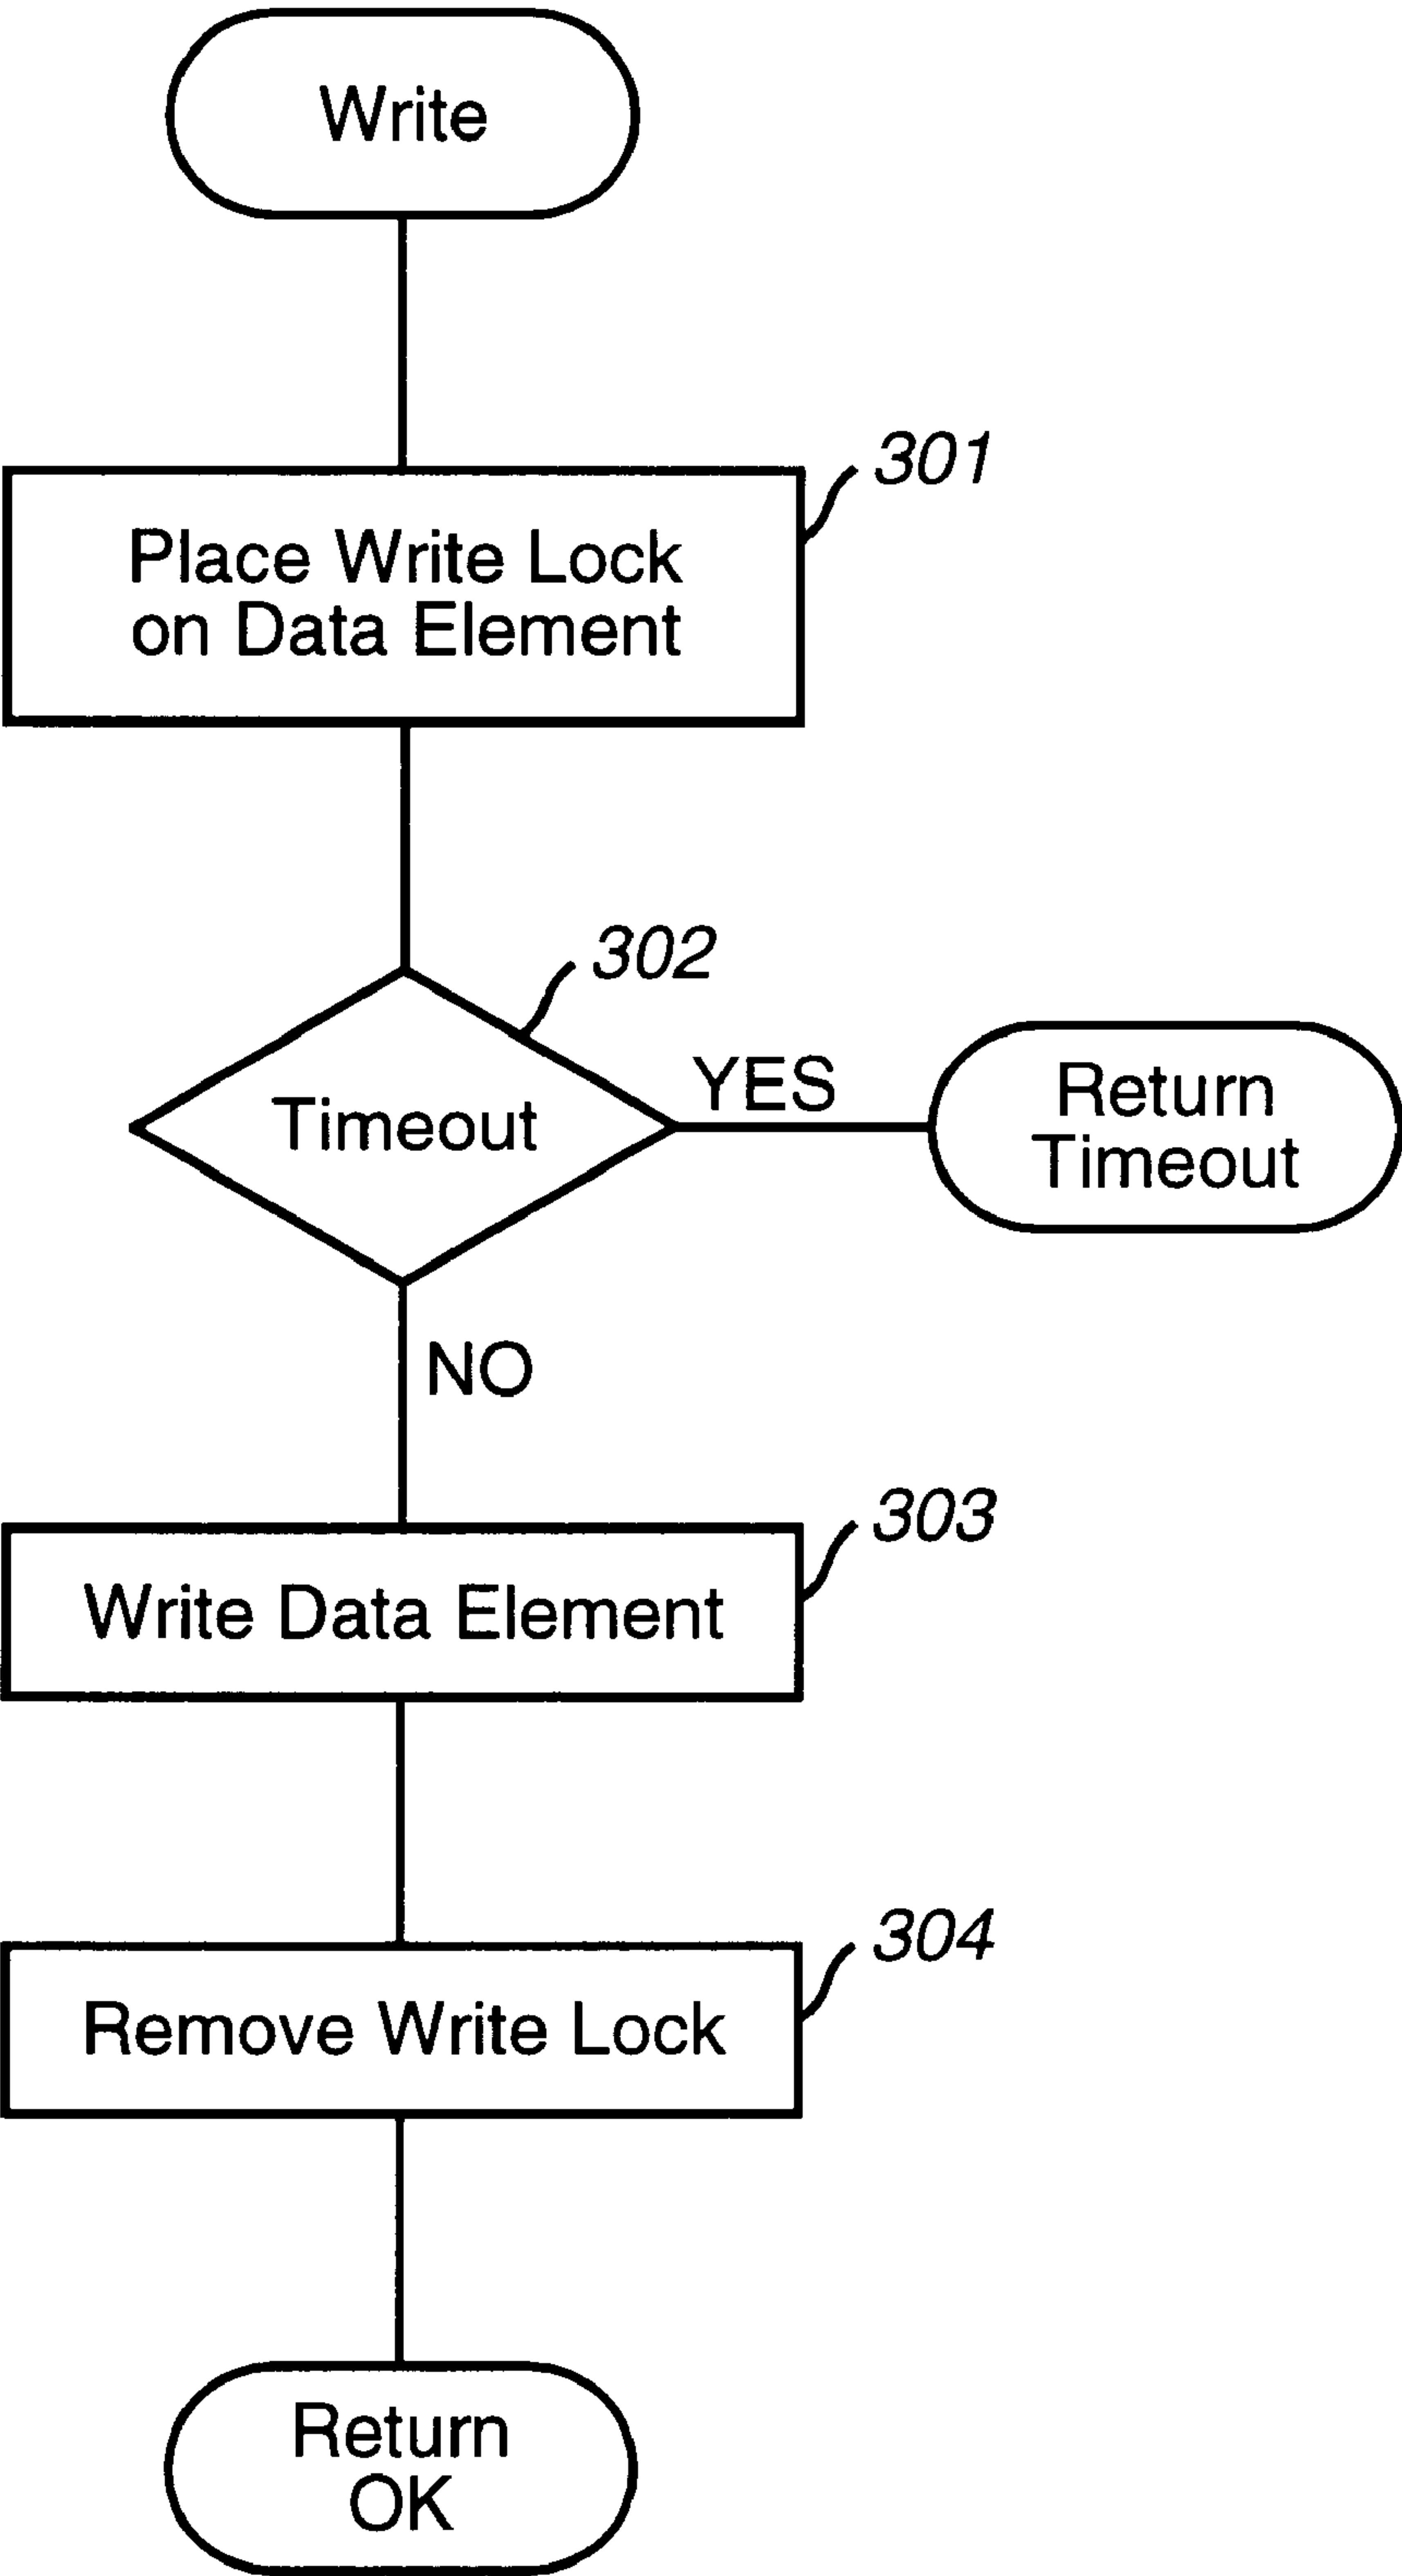 Write
301
Place Write Lock
on Data Element
302
Timeout
YES
Return
Timeout
NO
303
Write Data Element
304
Remove Write Lock
Return
OK